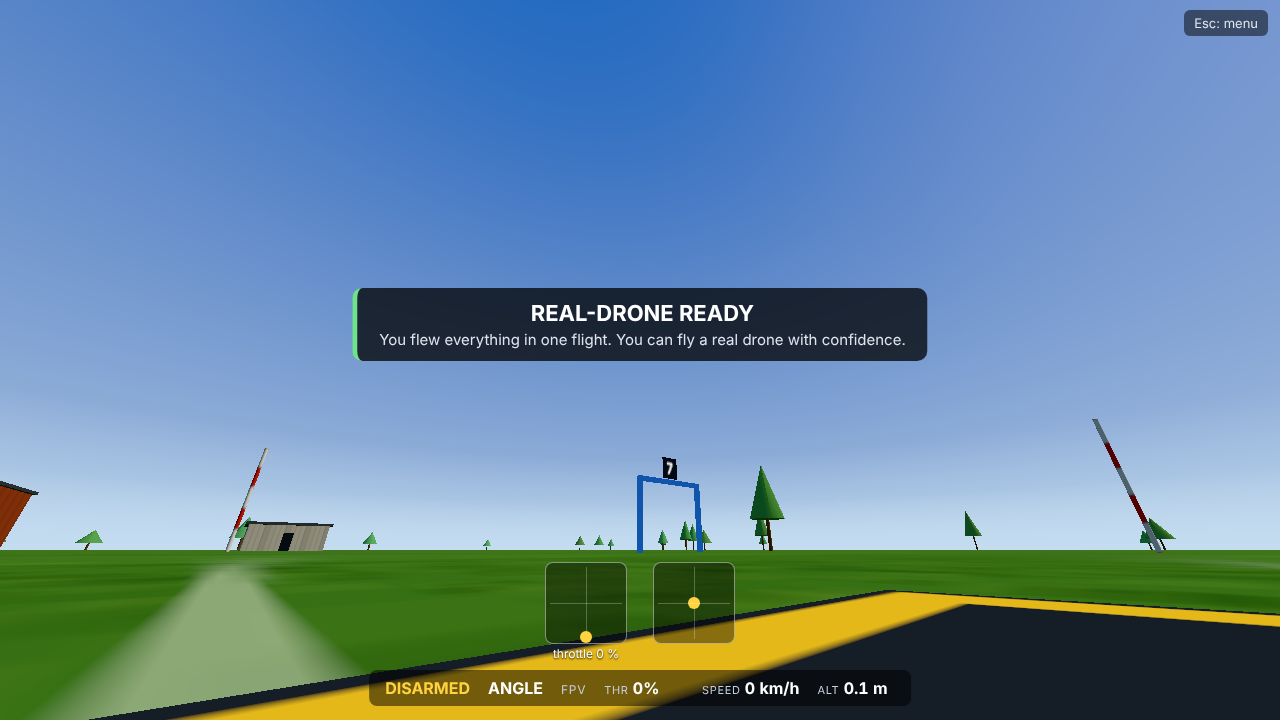 Esc: menu
REAL-DRONE READY
You flew everything in one flight. You can fly a real drone with confidence.
7
throttle 0 %
DISARMED ANGLE FPV THR 0% SPEED 0 km/h ALT 0.1 m